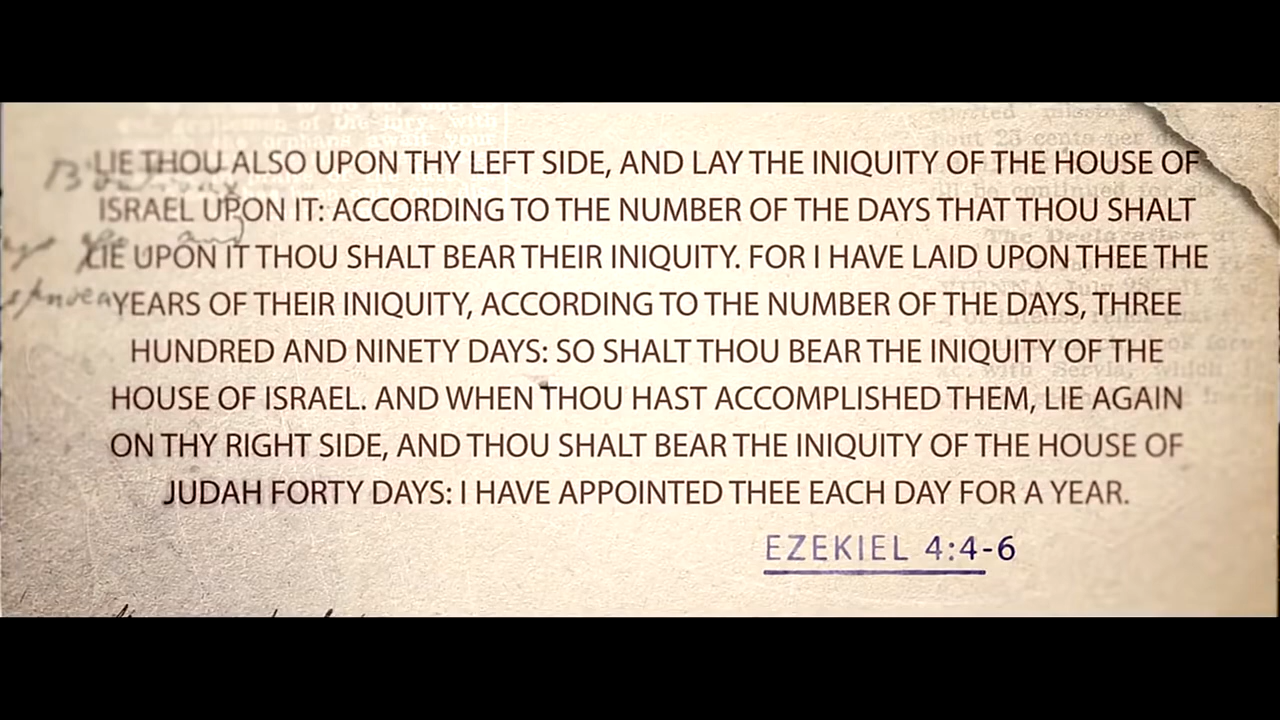 LIE THOU ALSO UPON THY LEFT SIDE, AND LAY THE INIQUITY OF THE HOUSE OF
ISRAEL UPON IT: ACCORDING TO THE NUMBER OF THE DAYS THAT THOU SHALT
LIE UPON IT THOU SHALT BEAR THEIR INIQUITY. FOR I HAVE LAID UPON THEE THE
YEARS OF THEIR INIQUITY, ACCORDING TO THE NUMBER OF THE DAYS, THREE
HUNDRED AND NINETY DAYS: SO SHALT THOU BEAR THE INIQUITY OF THE
HOUSE OF ISRAEL. AND WHEN THOU HAST ACCOMPLISHED THEM, LIE AGAIN
ON THY RIGHT SIDE, AND THOU SHALT BEAR THE INIQUITY OF THE HOUSE OF
JUDAH FORTY DAYS: I HAVE APPOINTED THEE EACH DAY FOR A YEAR.
EZEKIEL 4:4-6